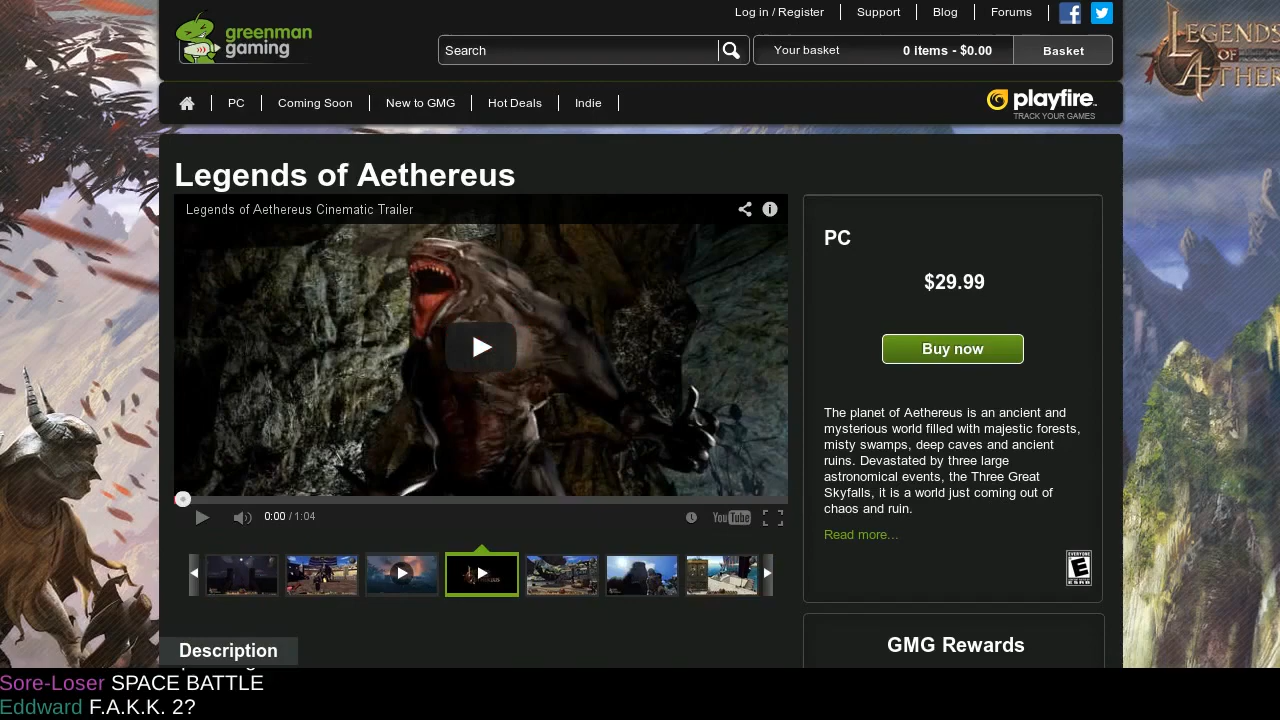 Log in / Register
Support
Blog
Forums
greenman
gaming
Search
Your basket
0 items - $0.00
Basket
LEGENDS
OF
ÆTHER
PC
Coming Soon
New to GMG
Hot Deals
Indie
playfire
TRACK YOUR GAMES
Legends of Aethereus
Legends of Aethereus Cinematic Trailer
0:00 / 1:04
YouTube
PC
$29.99
Buy now
The planet of Aethereus is an ancient and
mysterious world filled with majestic forests,
misty swamps, deep caves and ancient
ruins. Devastated by three large
astronomical events, the Three Great
Skyfalls, it is a world just coming out of
chaos and ruin.
Read more...
EVERYONE
E
ESRB
GMG Rewards
Description
Sore-Loser SPACE BATTLE
Eddward F.A.K.K. 2?